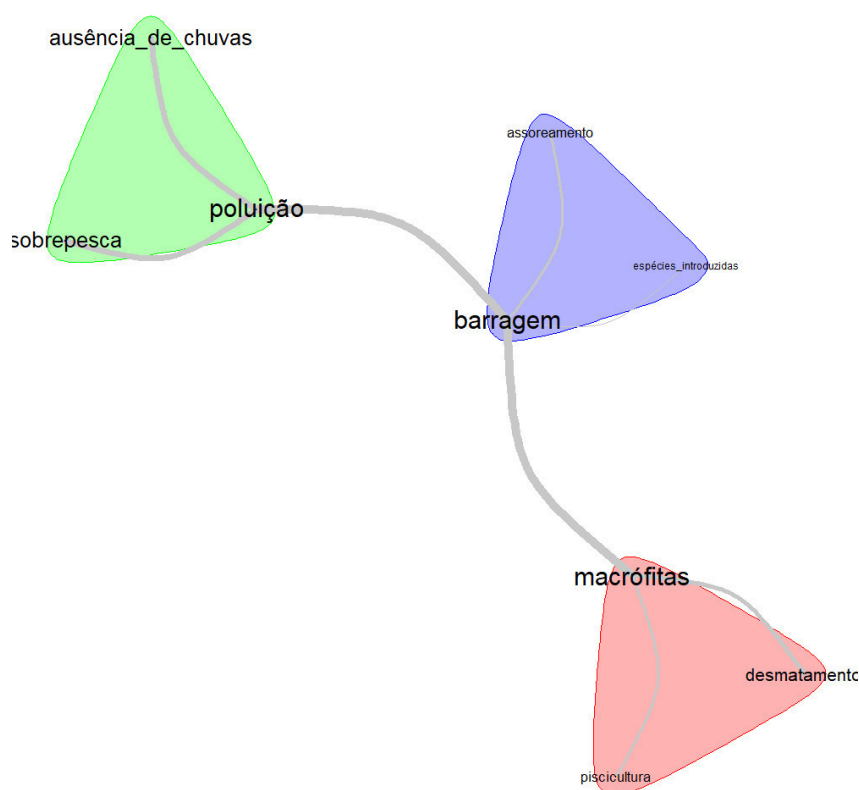 ausência_de_chuvas
assoreamento
poluição
sobrepesca
espécies_introduzidas
barragem
macrófitas
desmatamento
piscicultura